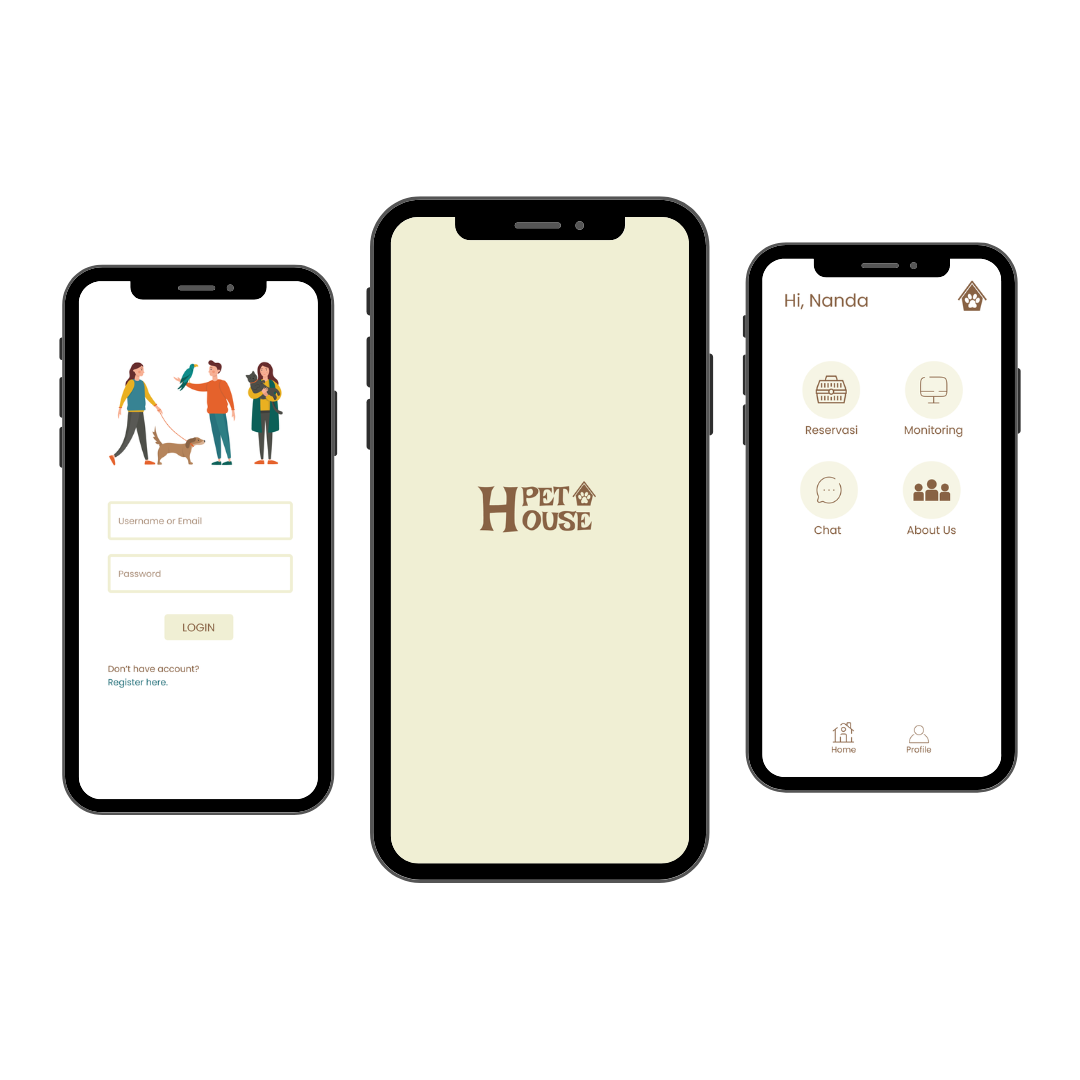 Username or Email
Password
LOGIN
Don't have account?
Register here.
H PET
OUSE
Hi, Nanda
Reservasi
Monitoring
Chat
About Us
Home
Profile